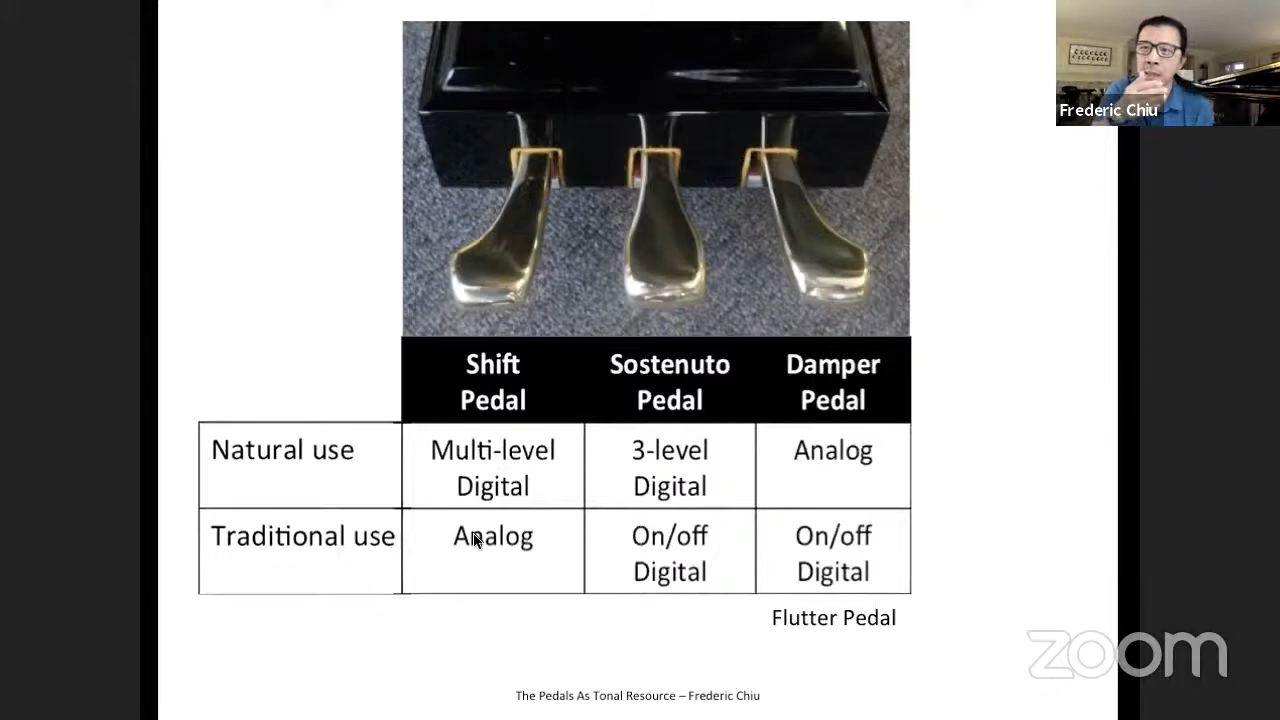 Frederic Chiu
Shift Sostenuto Damper
Pedal Pedal Pedal
Natural use Multi-level 3-level Analog
Digital Digital
Traditional use Analog On/off On/off
Digital Digital
Flutter Pedal
zoom
The Pedals As Tonal Resource – Frederic Chiu